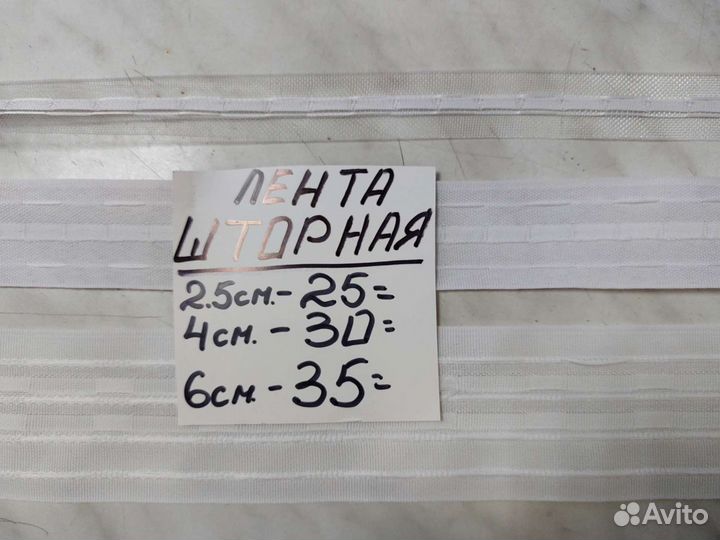 ЛЕНТА
ШТОРНАЯ
2.5см.- 25=
4см. - 30=
6см - 35=
Avito